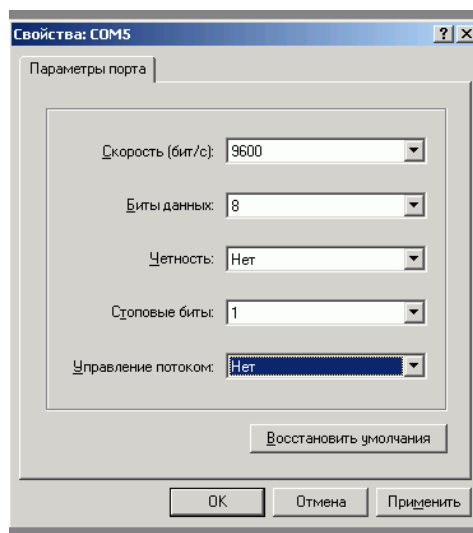 Свойства: COM5
Параметры порта
Скорость (бит/с): 9600
Биты данных: 8
Четность: Нет
Стоповые биты: 1
Управление потоком: Нет
Восстановить умолчания
OK Отмена Применить